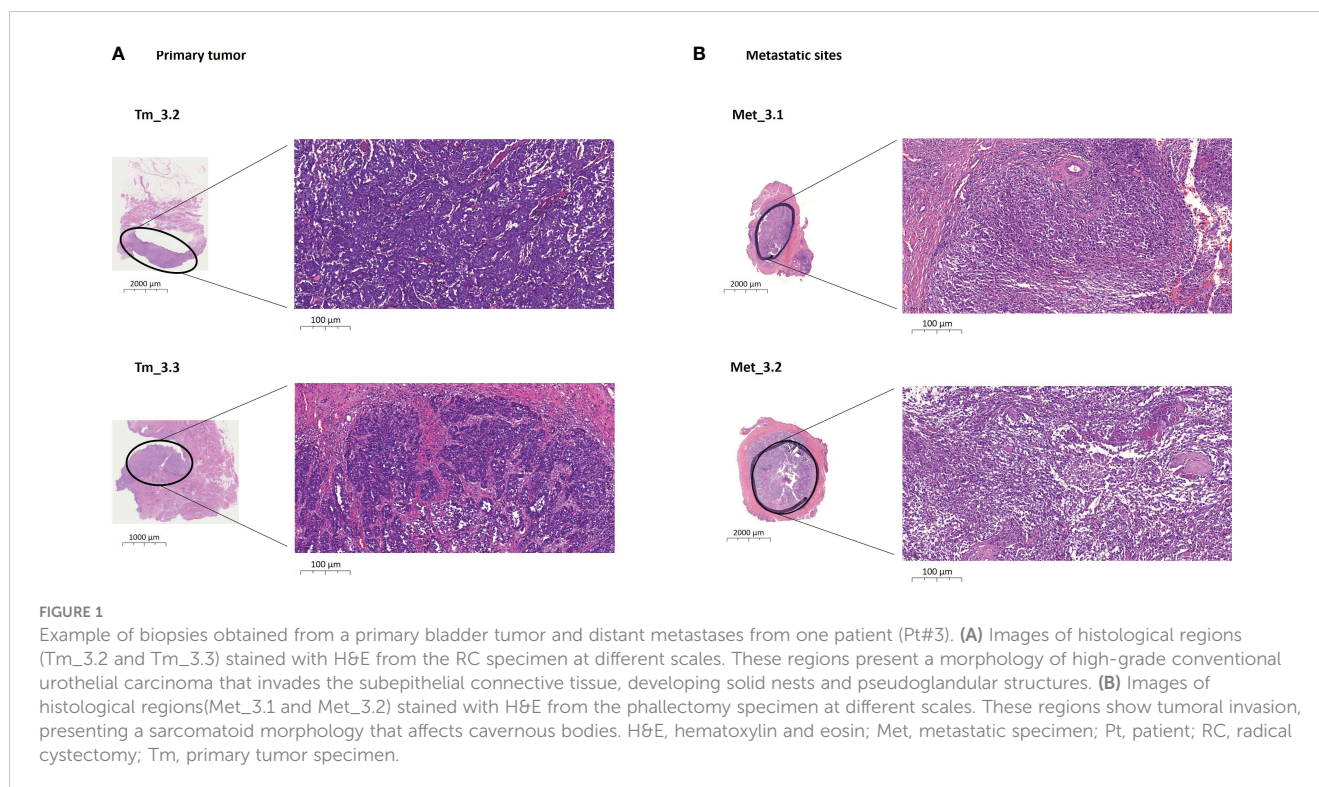 A Primary tumor
B Metastatic sites
Tm_3.2
2000 µm
100 µm
Met_3.1
2000 µm
100 µm
Tm_3.3
1000 µm
100 µm
Met_3.2
2000 µm
100 µm
FIGURE 1
Example of biopsies obtained from a primary bladder tumor and distant metastases from one patient (Pt#3). (A) Images of histological regions
(Tm_3.2 and Tm_3.3) stained with H&E from the RC specimen at different scales. These regions present a morphology of high-grade conventional
urothelial carcinoma that invades the subepithelial connective tissue, developing solid nests and pseudoglandular structures. (B) Images of
histological regions(Met_3.1 and Met_3.2) stained with H&E from the phallectomy specimen at different scales. These regions show tumoral invasion,
presenting a sarcomatoid morphology that affects cavernous bodies. H&E, hematoxylin and eosin; Met, metastatic specimen; Pt, patient; RC, radical
cystectomy; Tm, primary tumor specimen.